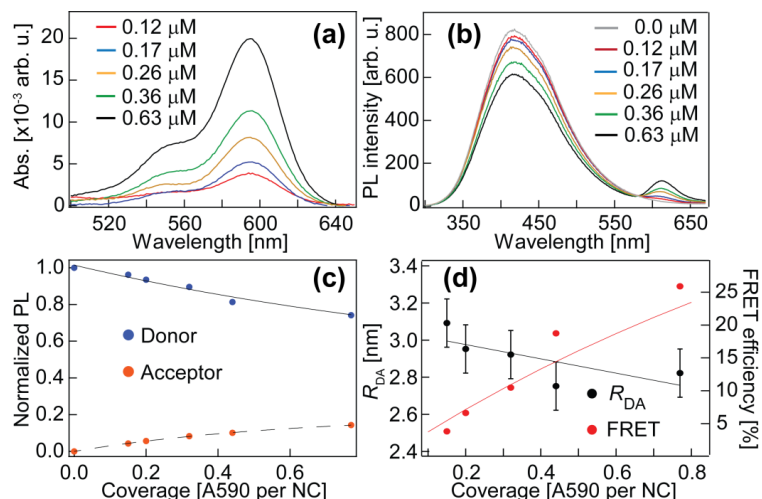 0.12 μM
0.17 μM
0.26 μM
0.36 μM
0.63 μM
(a)
Abs. [x10⁻³ arb. u.]
20
15
10
5
0
520 560 600 640
Wavelength [nm]
(b)
0.0 μM
0.12 μM
0.17 μM
0.26 μM
0.36 μM
0.63 μM
PL intensity [arb. u.]
800
600
400
200
0
350 450 550 650
Wavelength [nm]
(c)
Normalized PL
1.0
0.8
0.6
0.4
0.2
0.0
Donor
Acceptor
0.0 0.2 0.4 0.6
Coverage [A590 per NC]
(d)
R_DA [nm]
3.4
3.2
3.0
2.8
2.6
2.4
R_DA
FRET
25
20
15
10
5
FRET efficiency [%]
0.2 0.4 0.6 0.8
Coverage [A590 per NC]